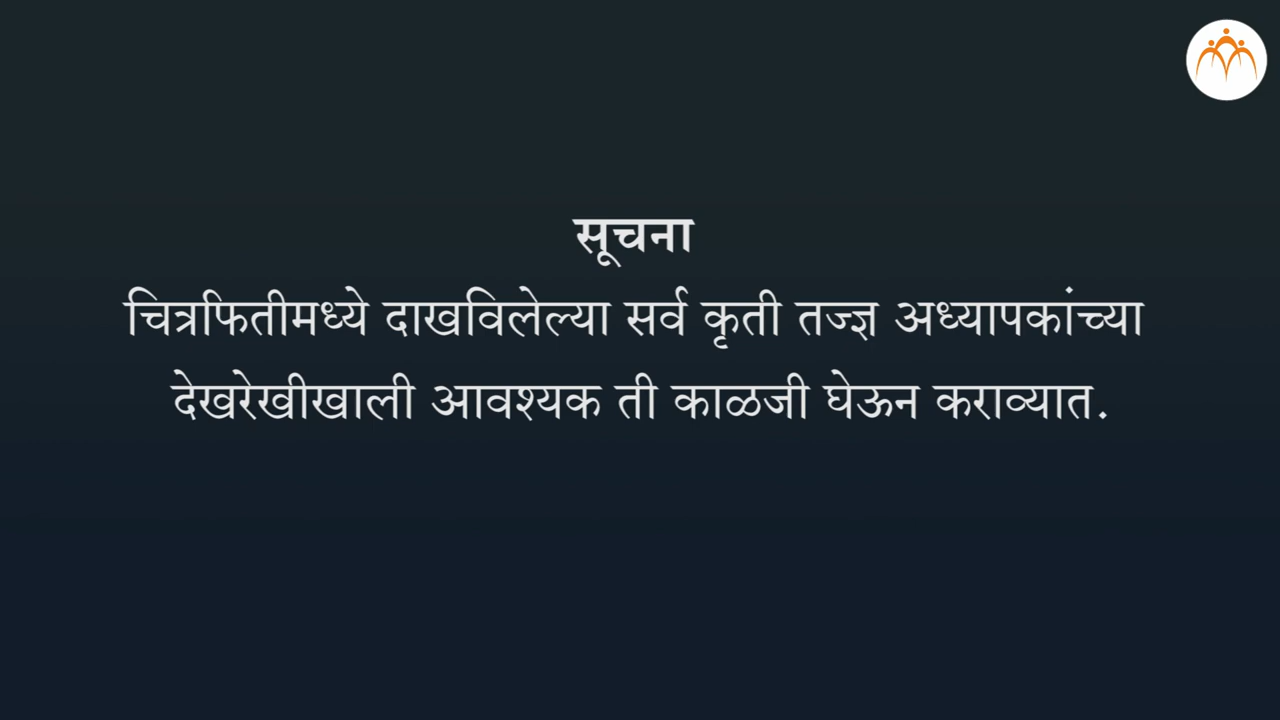 सूचना
चित्रफितीमध्ये दाखविलेल्या सर्व कृती तज्ज्ञ अध्यापकांच्या
देखरेखीखाली आवश्यक ती काळजी घेऊन कराव्यात.